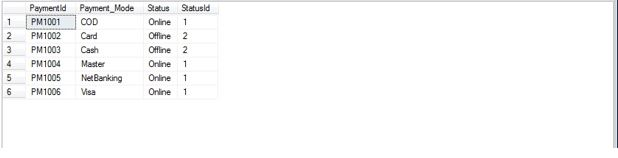 PaymentId Payment_Mode Status StatusId
1 PM1001 COD Online 1
2 PM1002 Card Offline 2
3 PM1003 Cash Offline 2
4 PM1004 Master Online 1
5 PM1005 NetBanking Online 1
6 PM1006 Visa Online 1